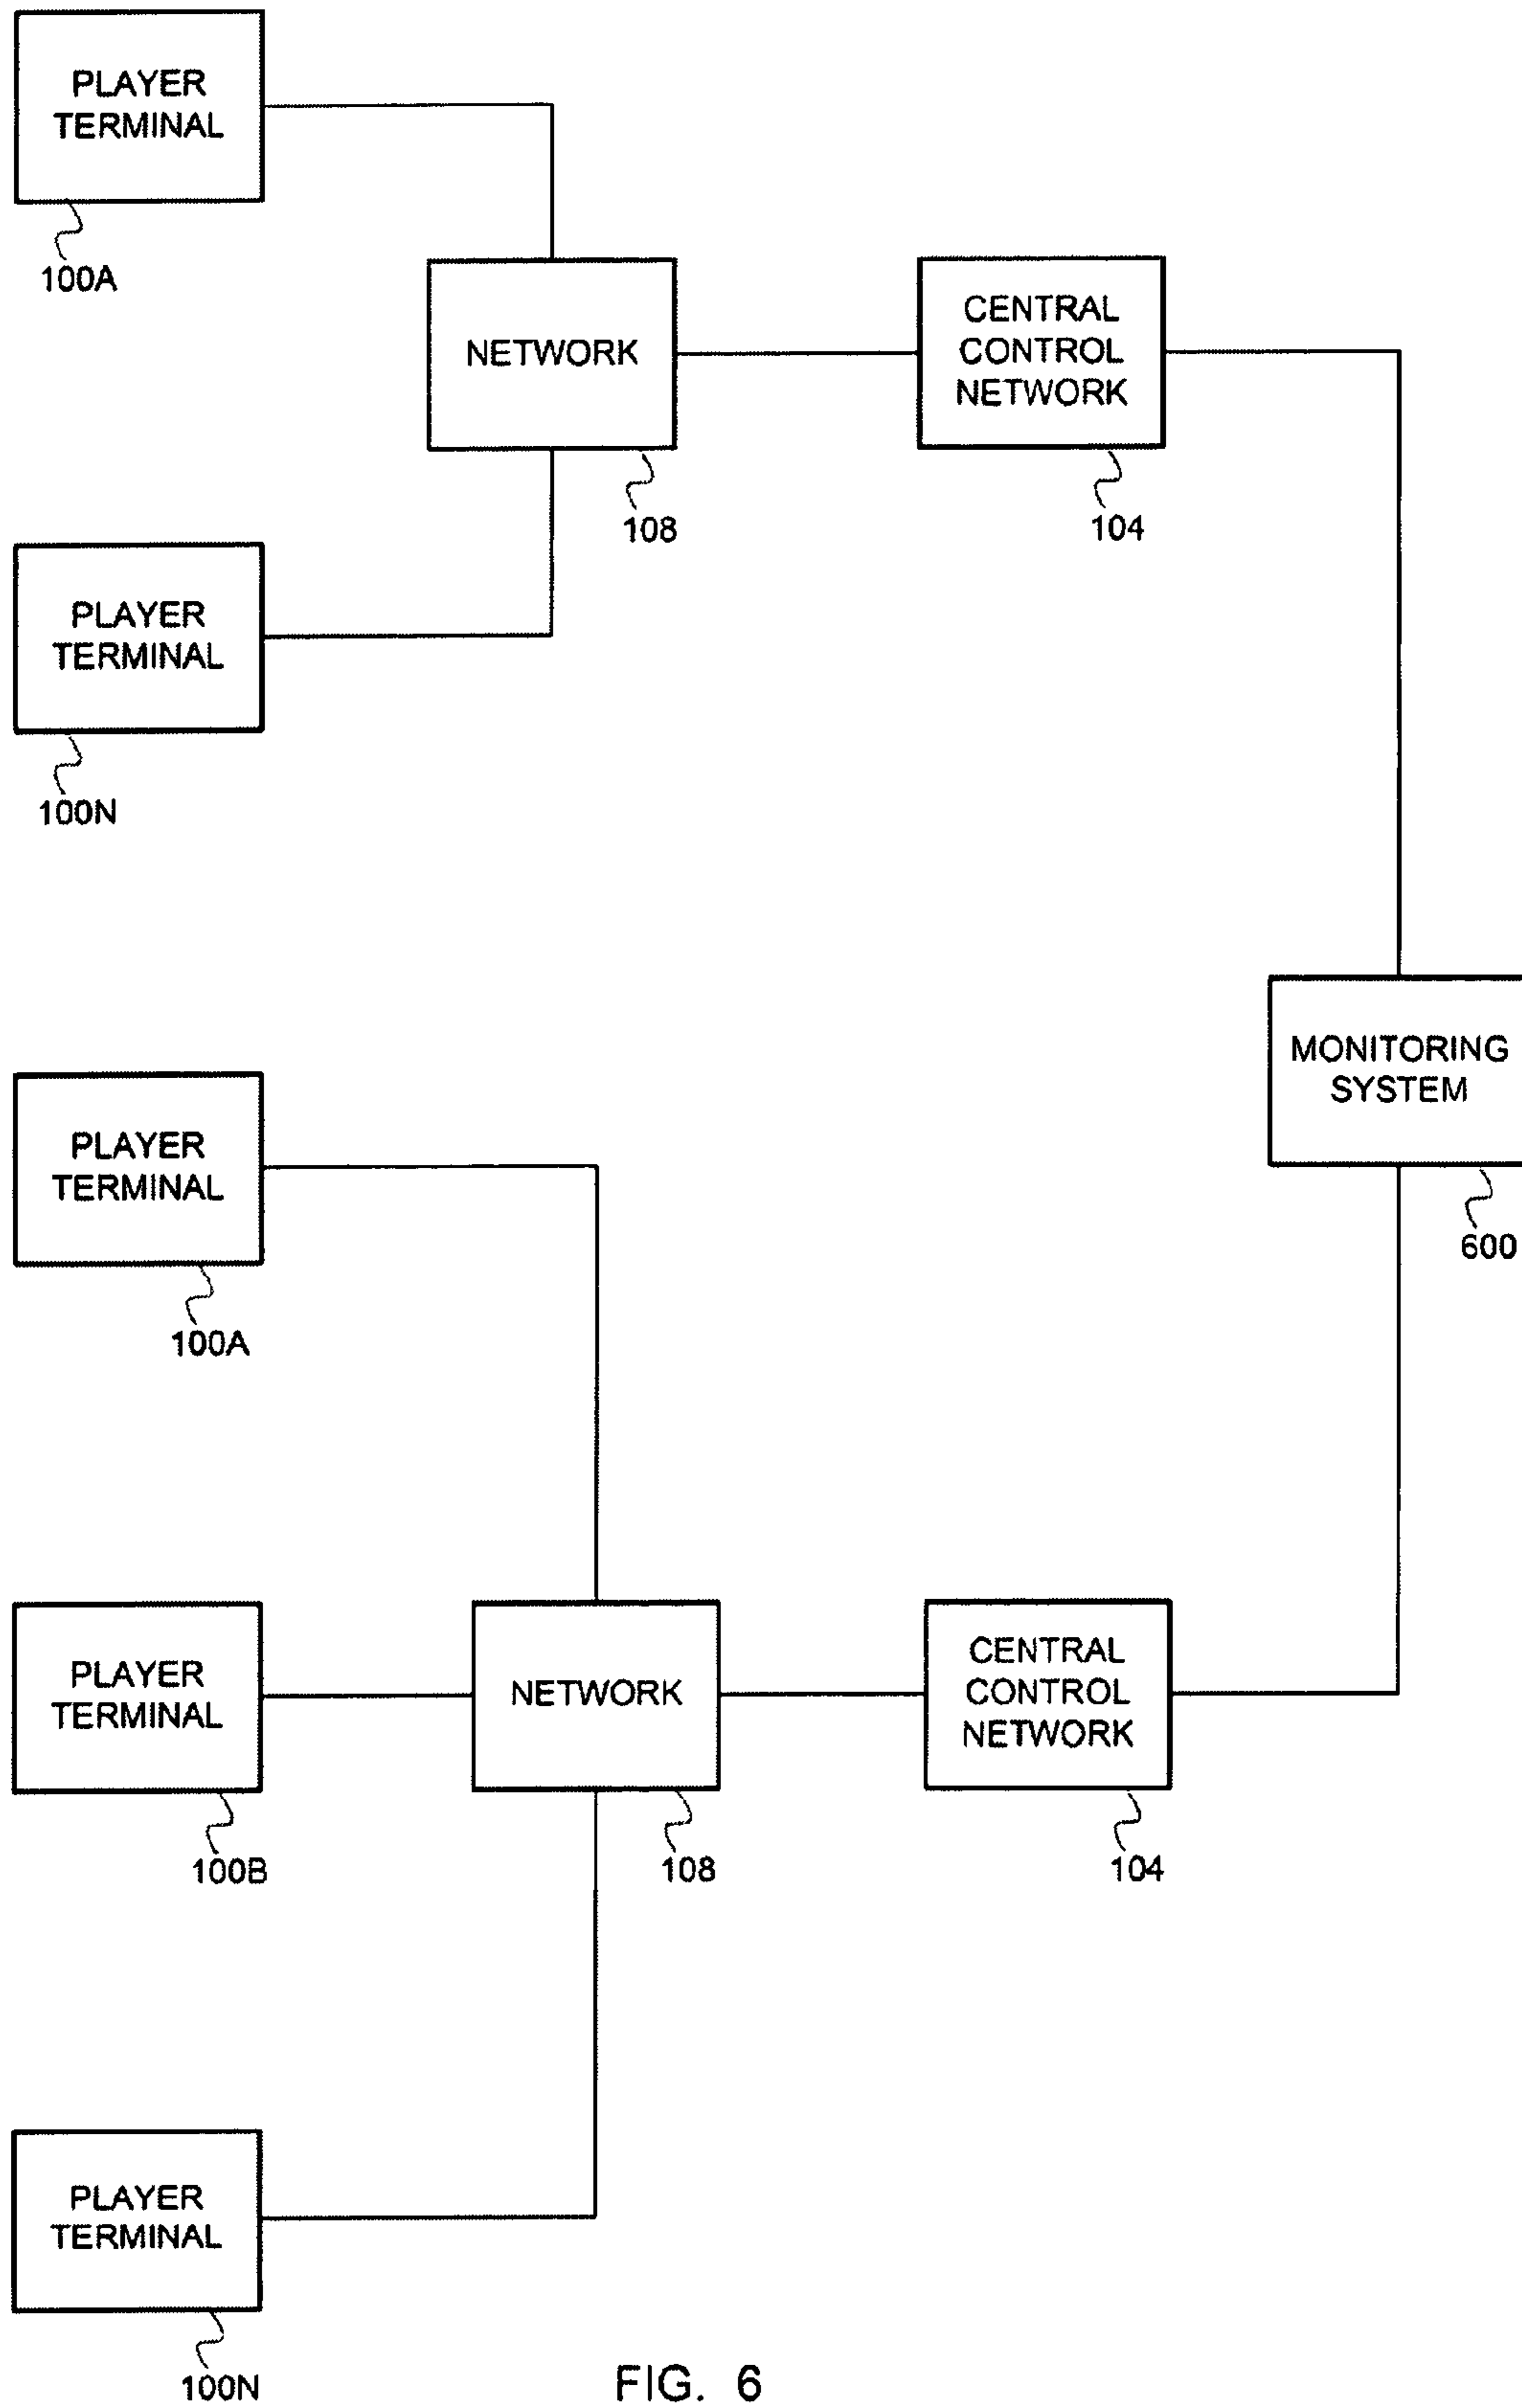 PLAYER
TERMINAL
100A
NETWORK
108
CENTRAL
CONTROL
NETWORK
104
PLAYER
TERMINAL
100N
MONITORING
SYSTEM
600
PLAYER
TERMINAL
100A
PLAYER
TERMINAL
100B
NETWORK
108
CENTRAL
CONTROL
NETWORK
104
PLAYER
TERMINAL
100N
FIG. 6